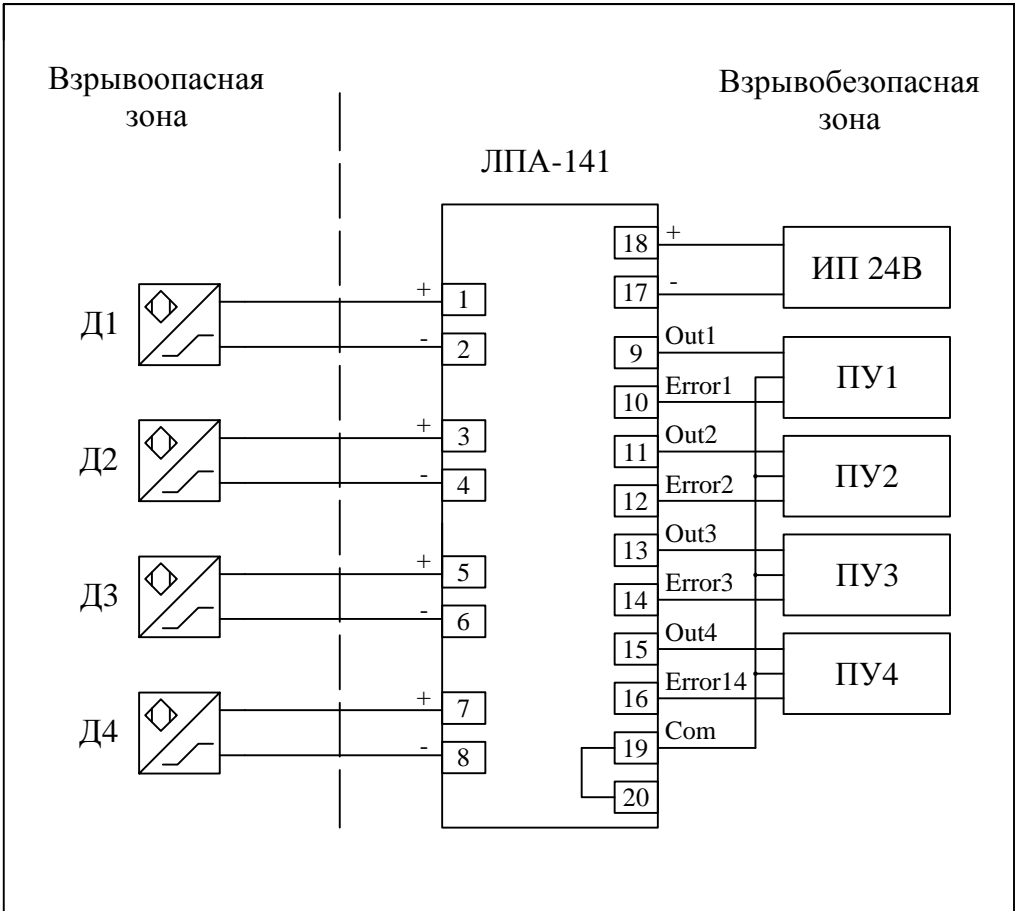 Взрывоопасная
зона
Взрывобезопасная
зона
ЛПА-141
Д1
+ 1
- 2
Д2
+ 3
- 4
Д3
+ 5
- 6
Д4
+ 7
- 8
18 +
17 -
ИП 24В
9 Out1
10 Error1
ПУ1
11 Out2
12 Error2
ПУ2
13 Out3
14 Error3
ПУ3
15 Out4
16 Error14
ПУ4
19 Com
20